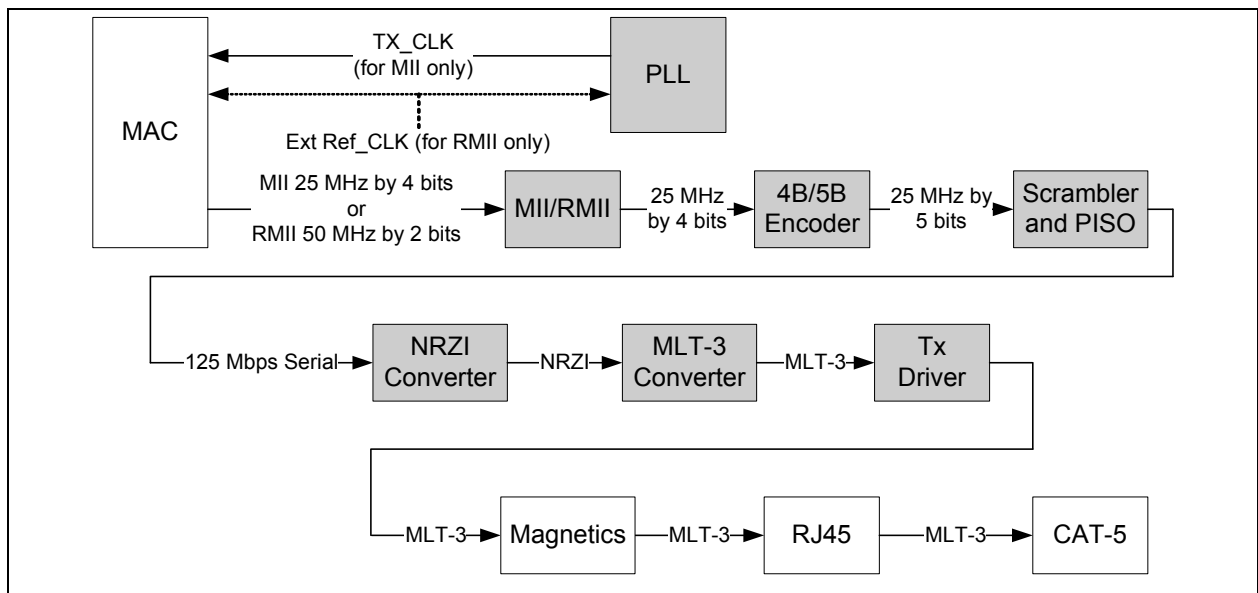 TX_CLK
(for MII only)
PLL
MAC
Ext Ref_CLK (for RMII only)
MII 25 MHz by 4 bits
or
RMII 50 MHz by 2 bits
MII/RMII
25 MHz
by 4 bits
4B/5B
Encoder
25 MHz by
5 bits
Scrambler
and PISO
125 Mbps Serial
NRZI
Converter
NRZI
MLT-3
Converter
MLT-3
Tx
Driver
MLT-3
Magnetics
MLT-3
RJ45
MLT-3
CAT-5